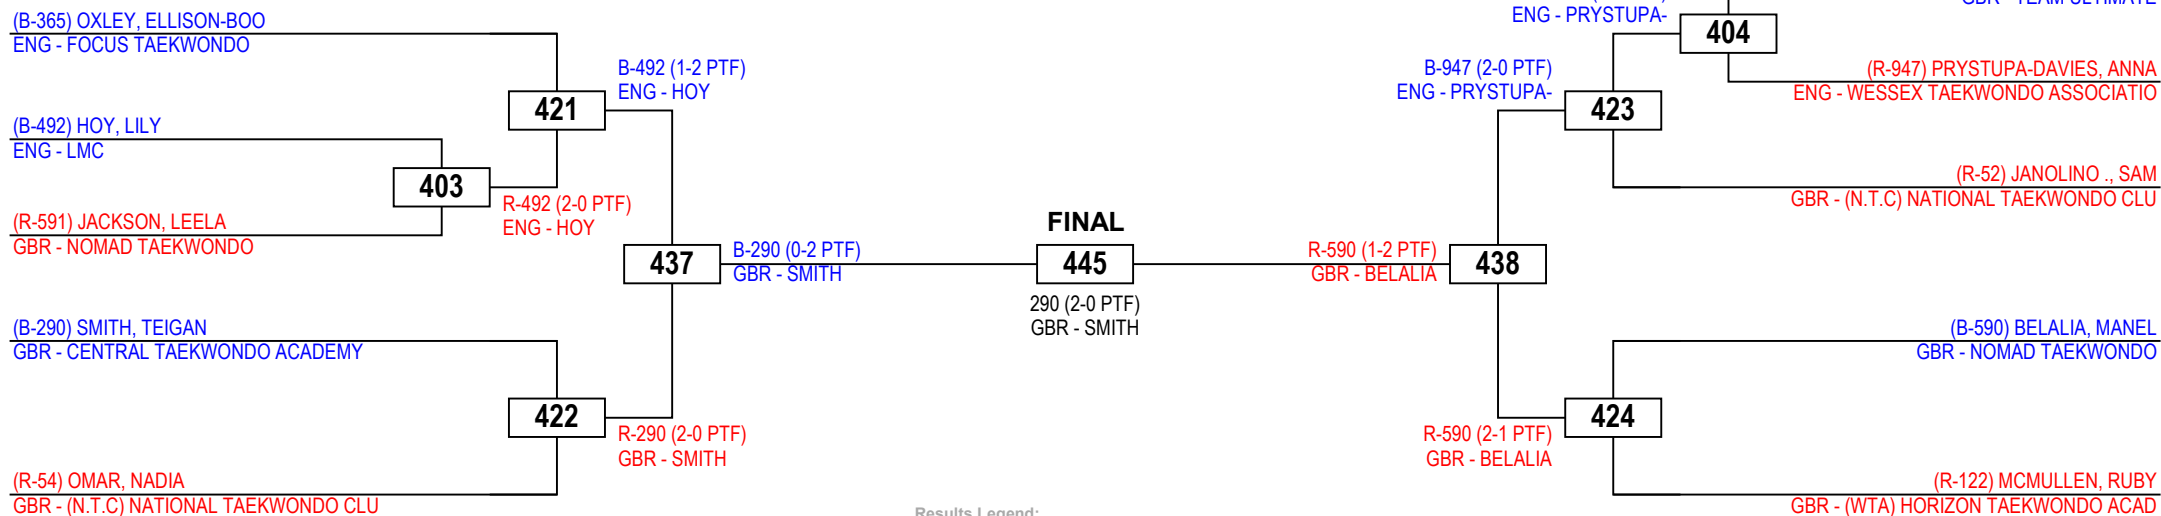 (B-365) OXLEY, ELLISON-BOO
ENG - FOCUS TAEKWONDO
B-492 (1-2 PTF)
ENG - HOY
421
(B-492) HOY, LILY
ENG - LMC
403
R-492 (2-0 PTF)
ENG - HOY
(R-591) JACKSON, LEELA
GBR - NOMAD TAEKWONDO
437
B-290 (0-2 PTF)
GBR - SMITH
(B-290) SMITH, TEIGAN
GBR - CENTRAL TAEKWONDO ACADEMY
422
R-290 (2-0 PTF)
GBR - SMITH
(R-54) OMAR, NADIA
GBR - (N.T.C) NATIONAL TAEKWONDO CLU
FINAL
445
290 (2-0 PTF)
GBR - SMITH
Results Legend:
ENG - PRYSTUPA-
GBR - TEAM ULTIMATE
404
B-947 (2-0 PTF)
ENG - PRYSTUPA-
(R-947) PRYSTUPA-DAVIES, ANNA
ENG - WESSEX TAEKWONDO ASSOCIATIO
423
(R-52) JANOLINO ., SAM
GBR - (N.T.C) NATIONAL TAEKWONDO CLU
R-590 (1-2 PTF)
GBR - BELALIA
438
(B-590) BELALIA, MANEL
GBR - NOMAD TAEKWONDO
424
R-590 (2-1 PTF)
GBR - BELALIA
(R-122) MCMULLEN, RUBY
GBR - (WTA) HORIZON TAEKWONDO ACAD